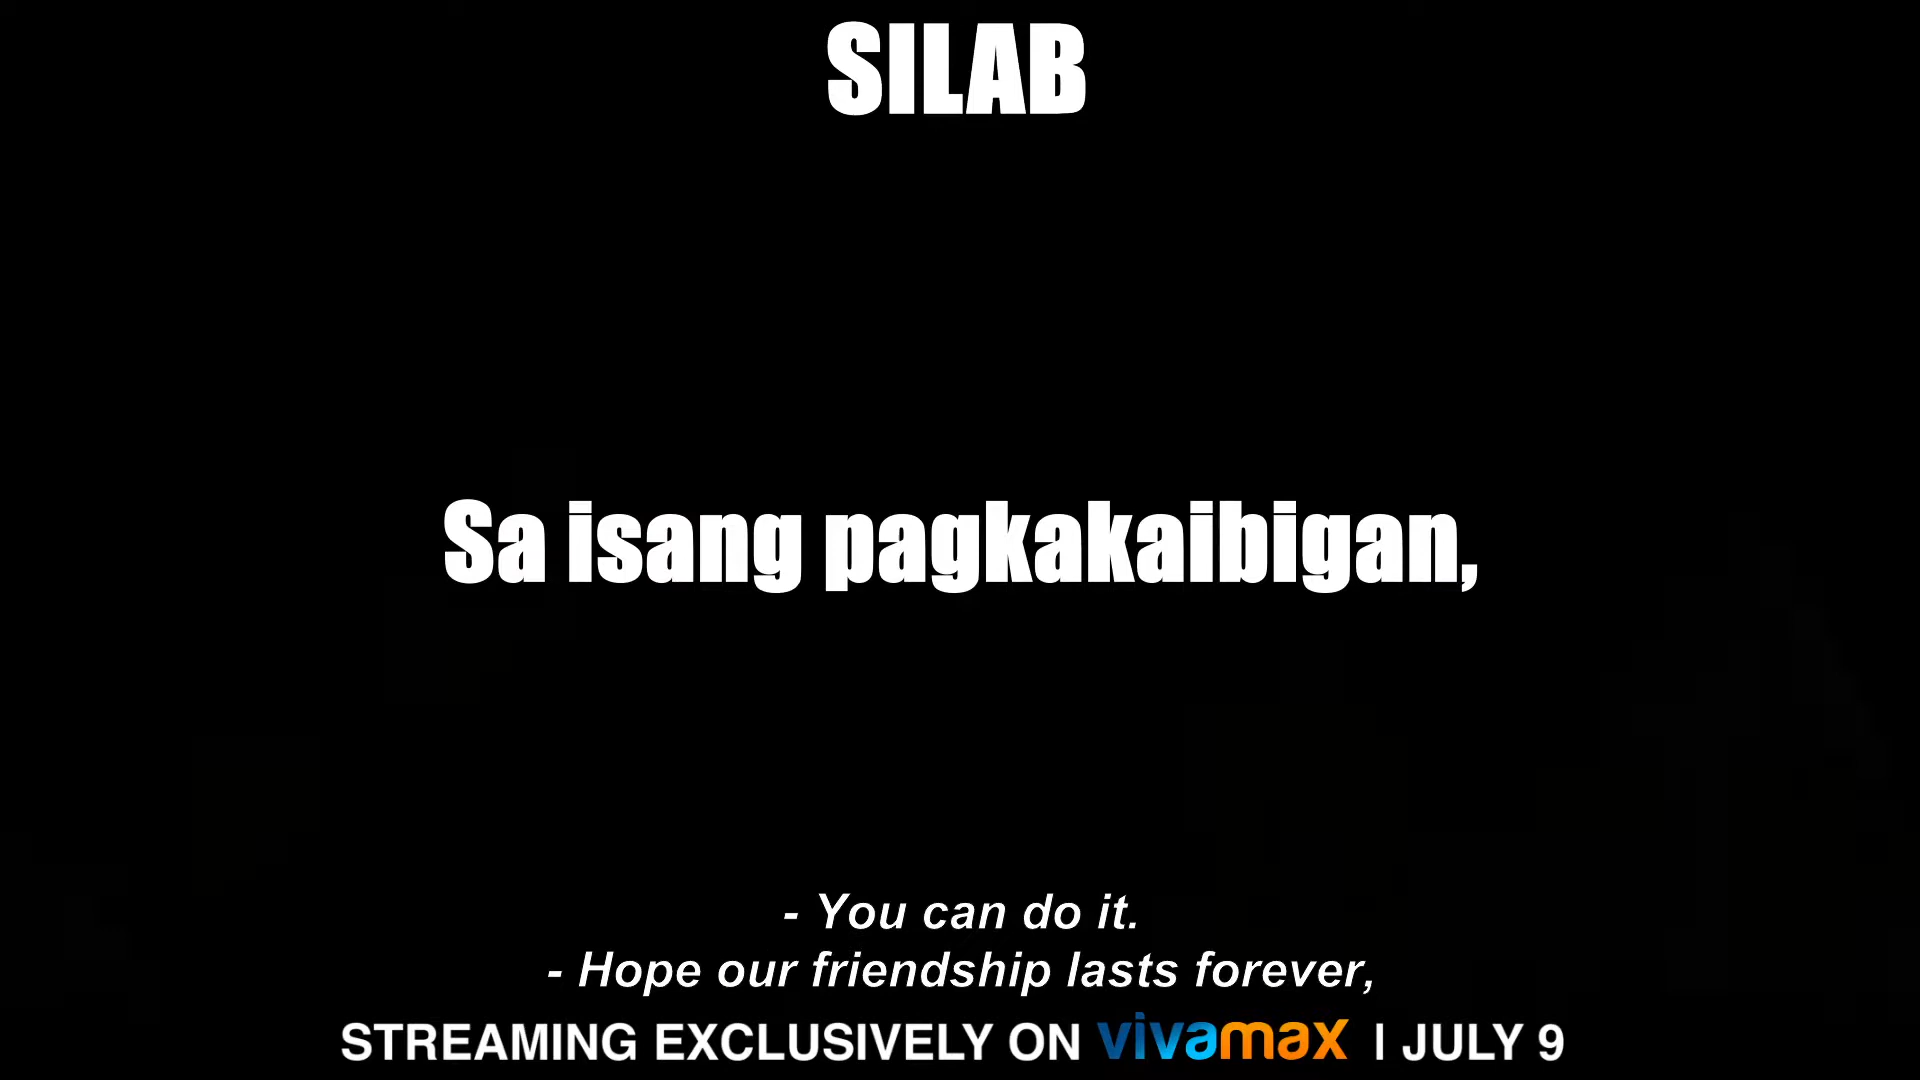 SILAB
Sa isang pagkakaibigan,
- You can do it.
- Hope our friendship lasts forever,
STREAMING EXCLUSIVELY ON vivamax | JULY 9